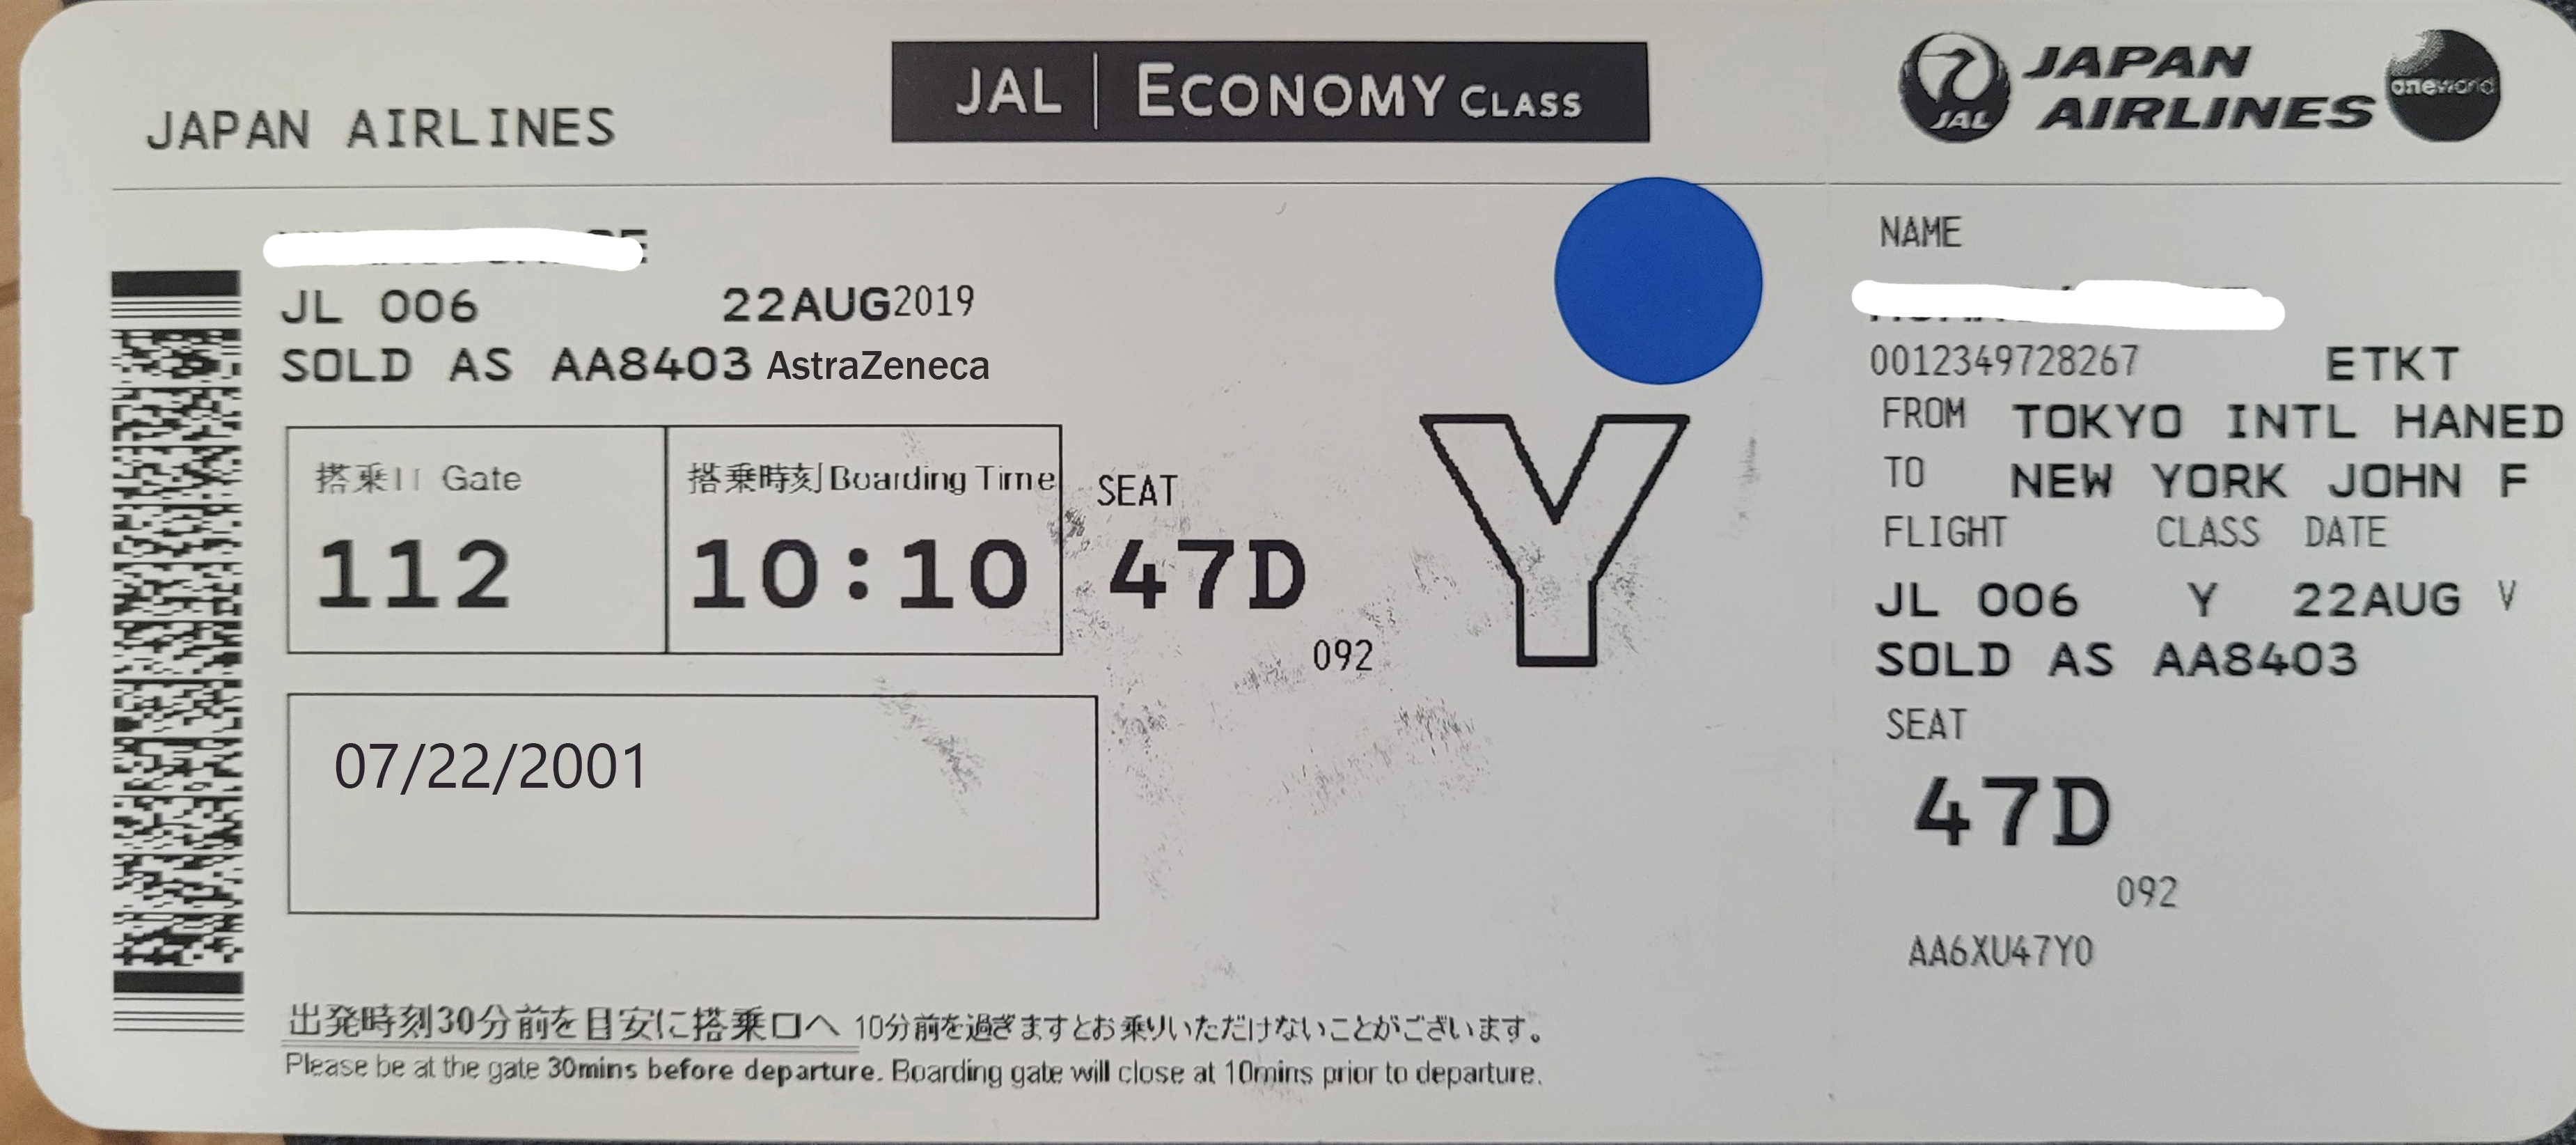 JAPAN AIRLINES
JAL | ECONOMY CLASS
JAL
JAPAN
AIRLINES
oneworld
JL 006 22AUG2019
SOLD AS AA8403 AstraZeneca
搭乗口 Gate
搭乗時刻 Boarding Time
SEAT
112
10:10
47D
092
Y
07/22/2001
出発時刻30分前を目安に搭乗口へ 10分前を過ぎますとお乗りいただけないことがございます。
Please be at the gate 30mins before departure. Boarding gate will close at 10mins prior to departure.
NAME
0012349728267 ETKT
FROM TOKYO INTL HANED
TO NEW YORK JOHN F
FLIGHT CLASS DATE
JL 006 Y 22AUG V
SOLD AS AA8403
SEAT
47D
092
AA6XU47Y0